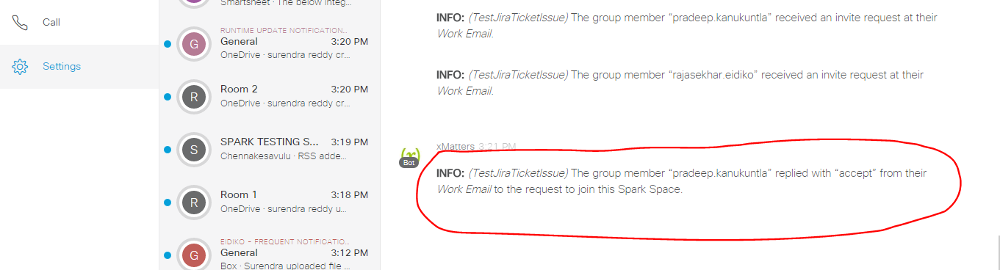 Call
Settings
Smartsheet · The below integ...
RUNTIME UPDATE NOTIFICATION...
G
General 3:20 PM
OneDrive · surendra reddy cr...
R
Room 2 3:20 PM
OneDrive · surendra reddy cr...
S
SPARK TESTING S... 3:19 PM
Chennakesavulu · RSS adde...
R
Room 1 3:18 PM
OneDrive · surendra reddy u...
EIDIKO - FREQUENT NOTIFICATIO...
G
General 3:12 PM
Box · Surendra uploaded file ...
INFO: (TestJiraTicketIssue) The group member “pradeep.kanukuntla” received an invite request at their
Work Email.
INFO: (TestJiraTicketIssue) The group member “rajasekhar.eidiko” received an invite request at their
Work Email.
xMatters 3:21 PM
(x)
Bot
INFO: (TestJiraTicketIssue) The group member “pradeep.kanukuntla” replied with “accept” from their
Work Email to the request to join this Spark Space.